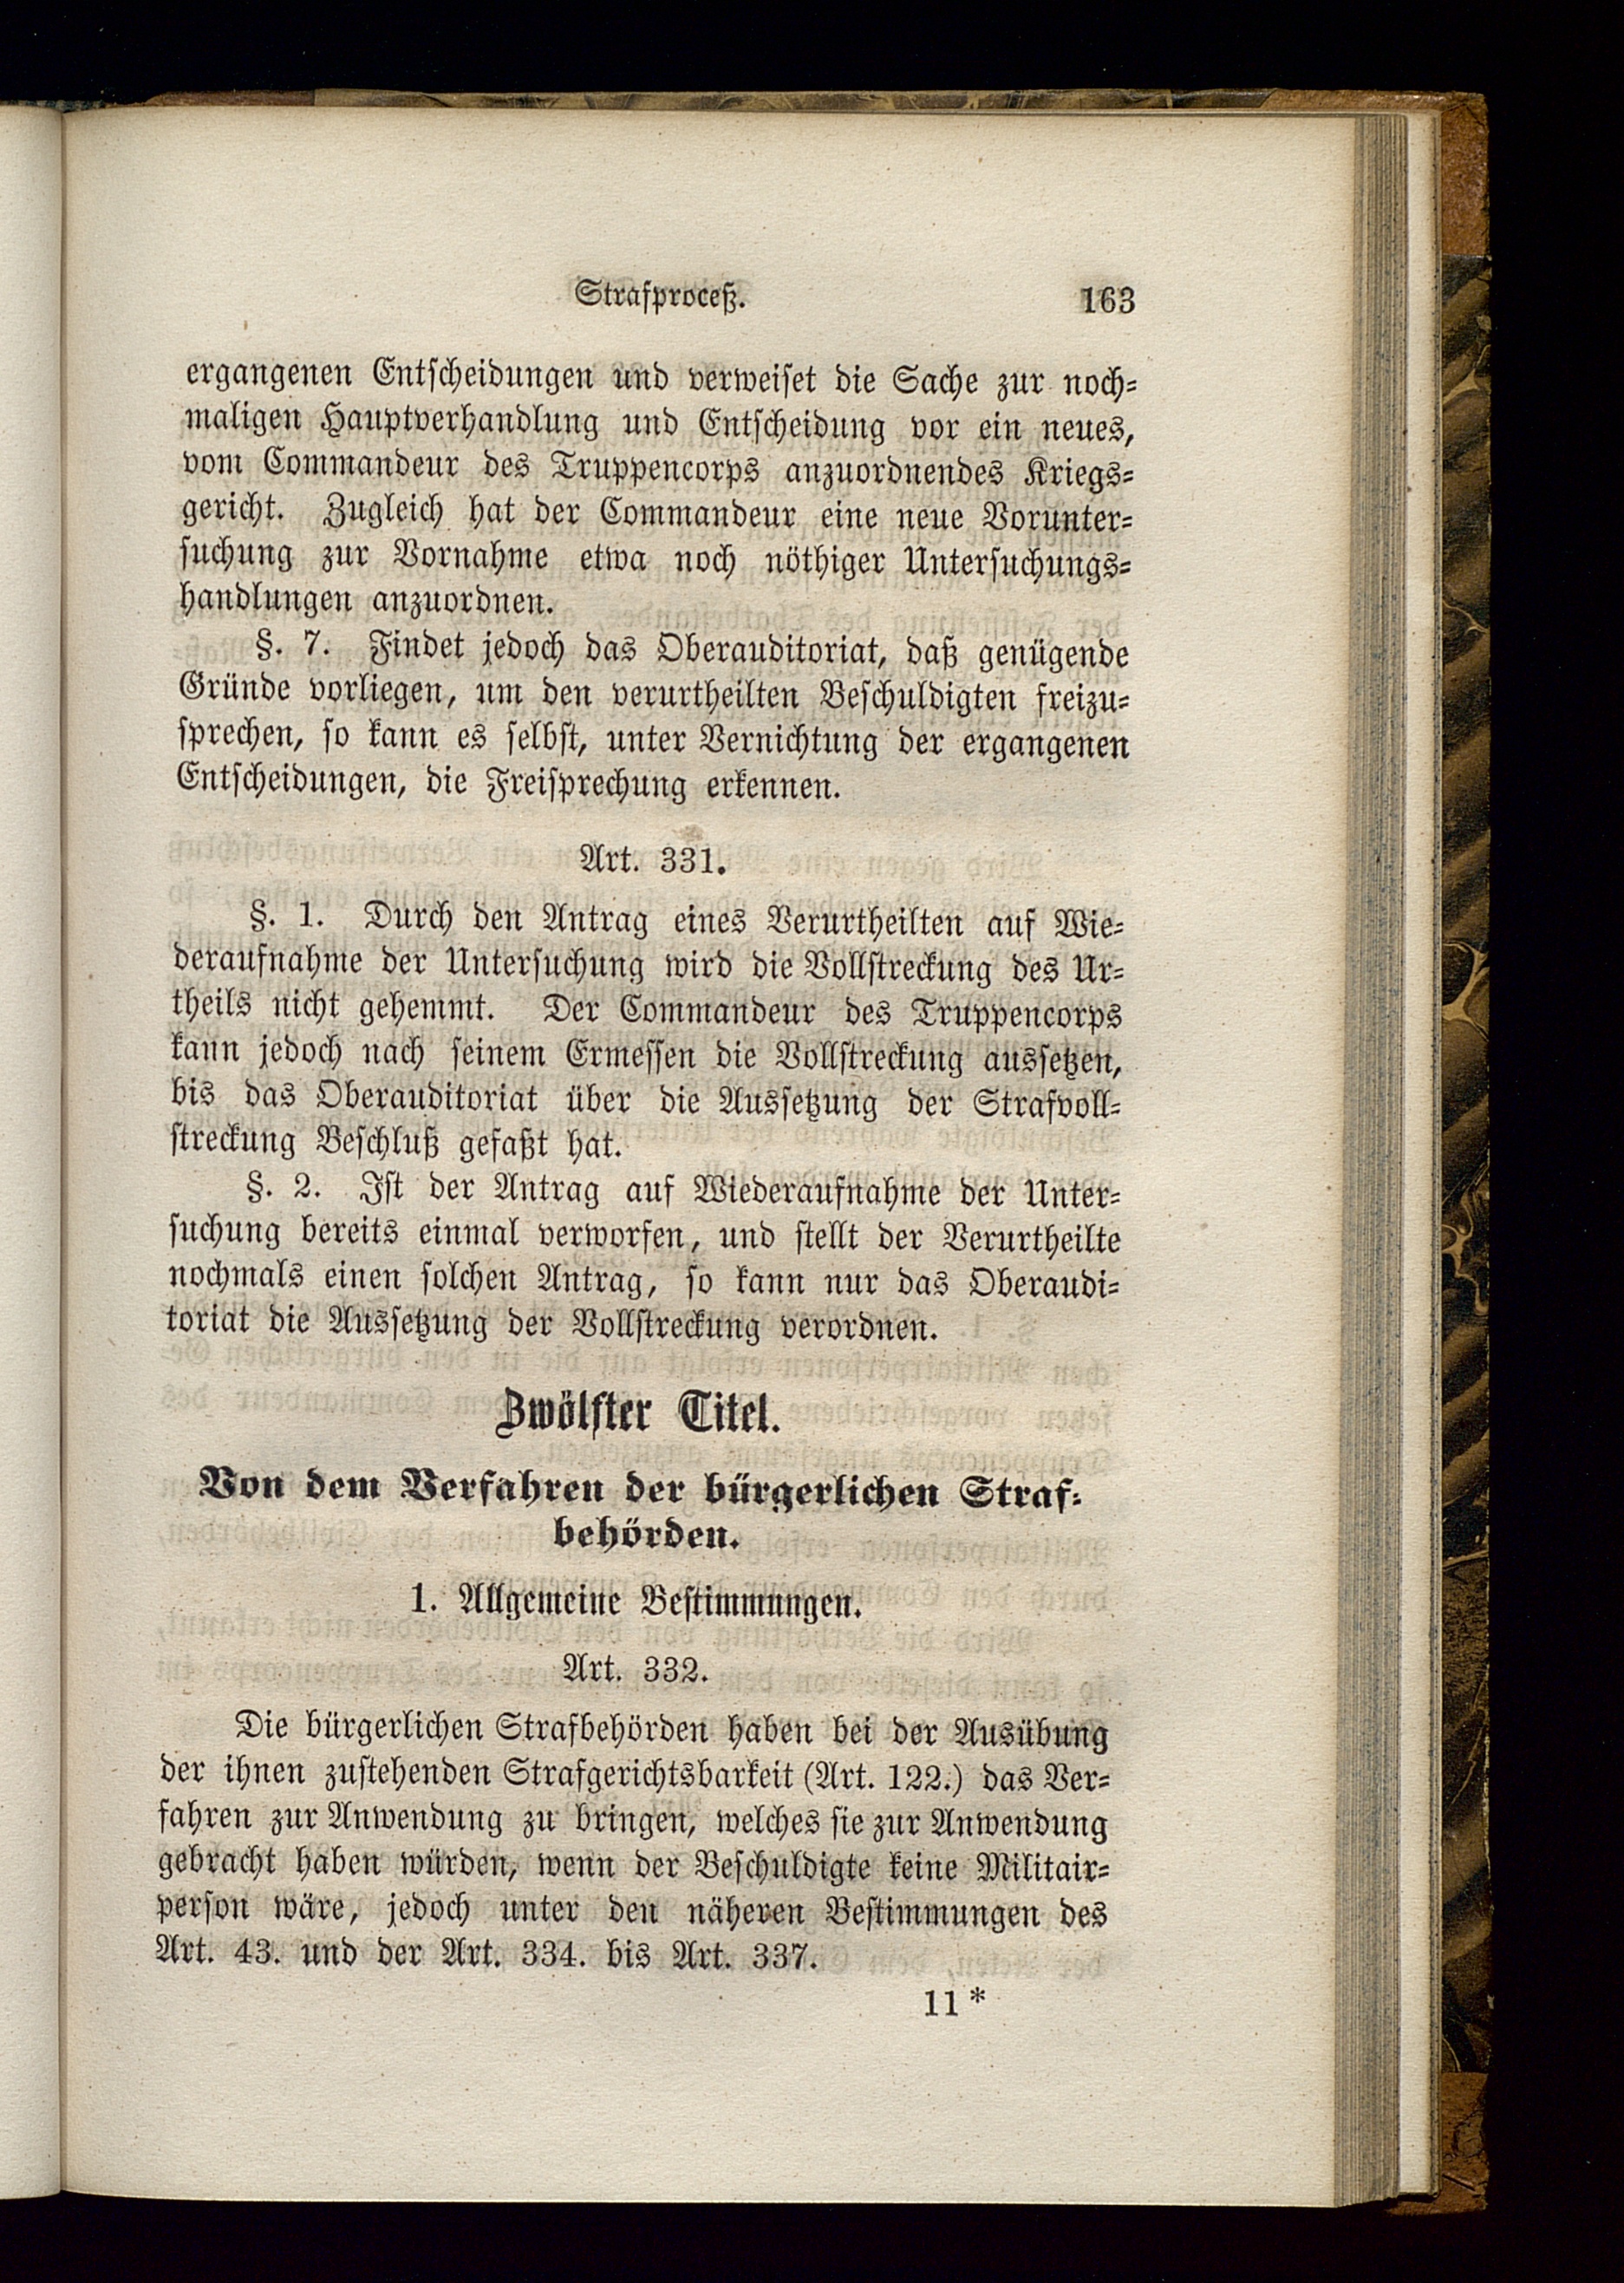 Strafproceß. 163
ergangenen Entscheidungen und verweiset die Sache zur noch-
maligen Hauptverhandlung und Entscheidung vor ein neues,
vom Commandeur des Truppencorps anzuordnendes Kriegs-
gericht. Zugleich hat der Commandeur eine neue Vorunter-
suchung zur Vornahme etwa noch nöthiger Untersuchungs-
handlungen anzuordnen.
§. 7. Findet jedoch das Oberauditoriat, daß genügende
Gründe vorliegen, um den verurtheilten Beschuldigten freizu-
sprechen, so kann es selbst, unter Vernichtung der ergangenen
Entscheidungen, die Freisprechung erkennen.
Art. 331.
§. 1. Durch den Antrag eines Verurtheilten auf Wie-
deraufnahme der Untersuchung wird die Vollstreckung des Ur-
theils nicht gehemmt. Der Commandeur des Truppencorps
kann jedoch nach seinem Ermessen die Vollstreckung aussetzen,
bis das Oberauditoriat über die Aussetzung der Strafvoll-
streckung Beschluß gefaßt hat.
§. 2. Ist der Antrag auf Wiederaufnahme der Unter-
suchung bereits einmal verworfen, und stellt der Verurtheilte
nochmals einen solchen Antrag, so kann nur das Oberaudi-
toriat die Aussetzung der Vollstreckung verordnen.
Zwölfter Titel.
Von dem Verfahren der bürgerlichen Straf-
behörden.
1. Allgemeine Bestimmungen.
Art. 332.
Die bürgerlichen Strafbehörden haben bei der Ausübung
der ihnen zustehenden Strafgerichtsbarkeit (Art. 122.) das Ver-
fahren zur Anwendung zu bringen, welches sie zur Anwendung
gebracht haben würden, wenn der Beschuldigte keine Militair-
person wäre, jedoch unter den näheren Bestimmungen des
Art. 43. und der Art. 334. bis Art. 337.
11*